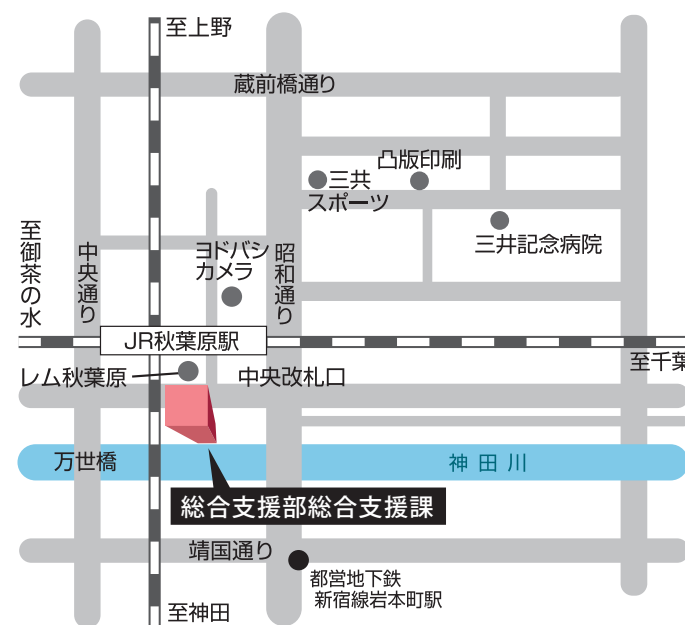 至上野
蔵前橋通り
凸版印刷
三共
スポーツ
三井記念病院
至御茶の水
中央通り
ヨドバシ
カメラ
昭和通り
JR秋葉原駅
至千葉
レム秋葉原
中央改札口
万世橋
神田川
総合支援部総合支援課
靖国通り
都営地下鉄
新宿線岩本町駅
至神田